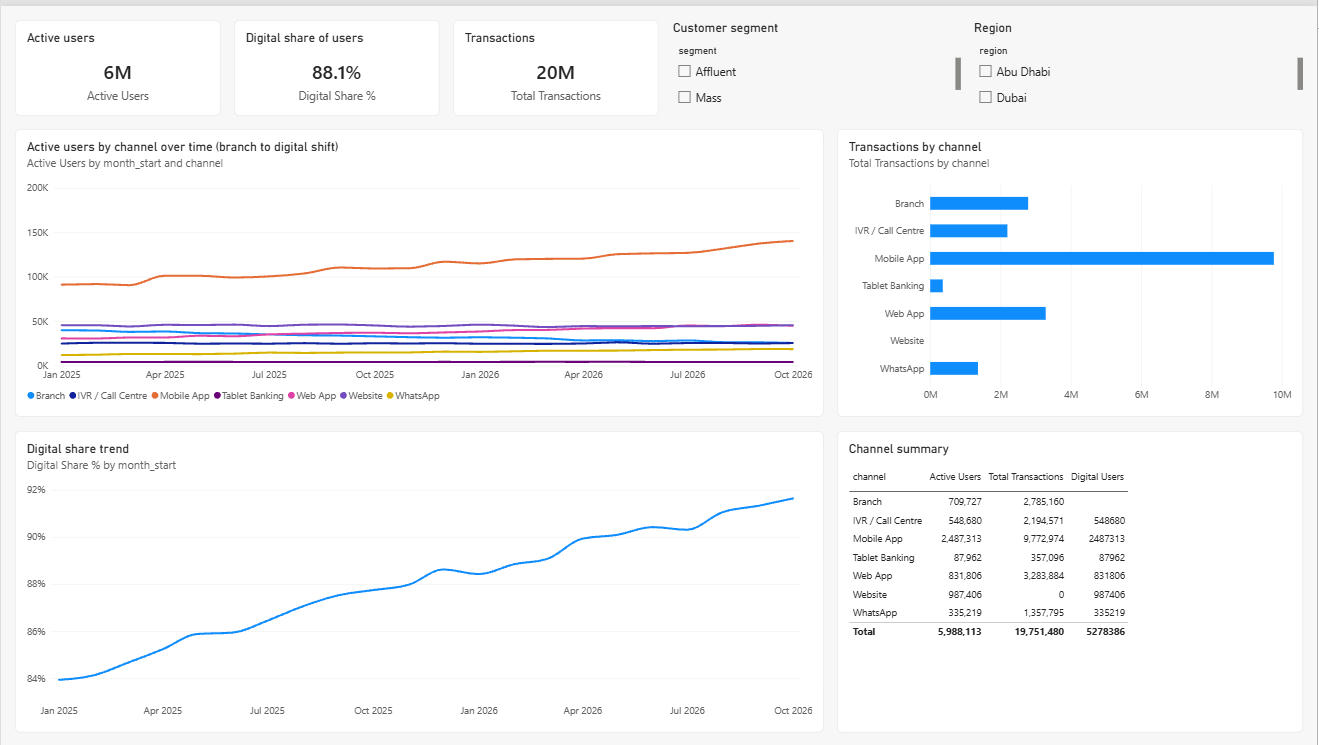 Active users
6M
Active Users
Digital share of users
88.1%
Digital Share %
Transactions
20M
Total Transactions
Customer segment
segment
Affluent
Mass
Region
region
Abu Dhabi
Dubai
Active users by channel over time (branch to digital shift)
Active Users by month_start and channel
200K
150K
100K
50K
0K
Jan 2025 Apr 2025 Jul 2025 Oct 2025 Jan 2026 Apr 2026 Jul 2026 Oct 2026
Branch IVR / Call Centre Mobile App Tablet Banking Web App Website WhatsApp
Transactions by channel
Total Transactions by channel
Branch
IVR / Call Centre
Mobile App
Tablet Banking
Web App
Website
WhatsApp
0M 2M 4M 6M 8M 10M
Digital share trend
Digital Share % by month_start
92%
90%
88%
86%
84%
Jan 2025 Apr 2025 Jul 2025 Oct 2025 Jan 2026 Apr 2026 Jul 2026 Oct 2026
Channel summary
channel Active Users Total Transactions Digital Users
Branch 709,727 2,785,160
IVR / Call Centre 548,680 2,194,571 548680
Mobile App 2,487,313 9,772,974 2487313
Tablet Banking 87,962 357,096 87962
Web App 831,806 3,283,884 831806
Website 987,406 0 987406
WhatsApp 335,219 1,357,795 335219
Total 5,988,113 19,751,480 5278386